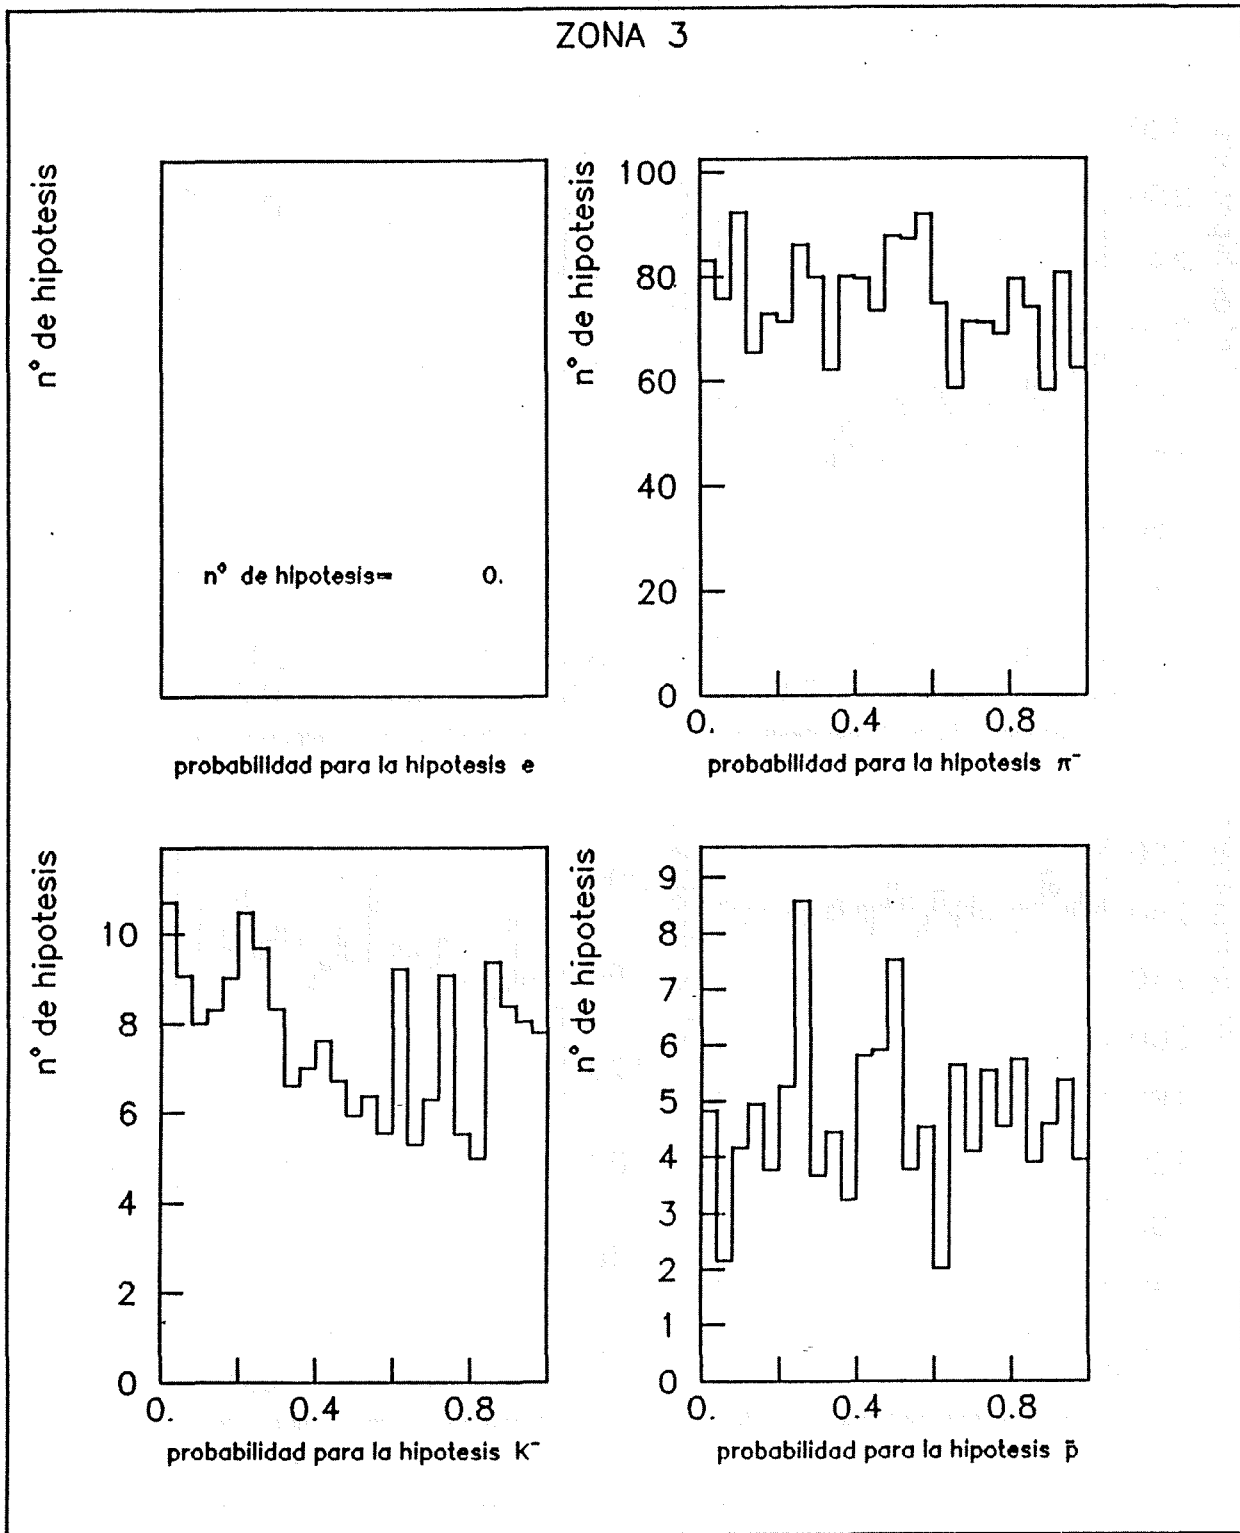 ZONA 3
n° de hipotesis
n° de hipotesis= 0.
probabilidad para la hipotesis e
n° de hipotesis
100
80
60
40
20
0
0. 0.4 0.8
probabilidad para la hipotesis π⁻
n° de hipotesis
10
8
6
4
2
0
0. 0.4 0.8
probabilidad para la hipotesis K⁻
n° de hipotesis
9
8
7
6
5
4
3
2
1
0
0. 0.4 0.8
probabilidad para la hipotesis p̄